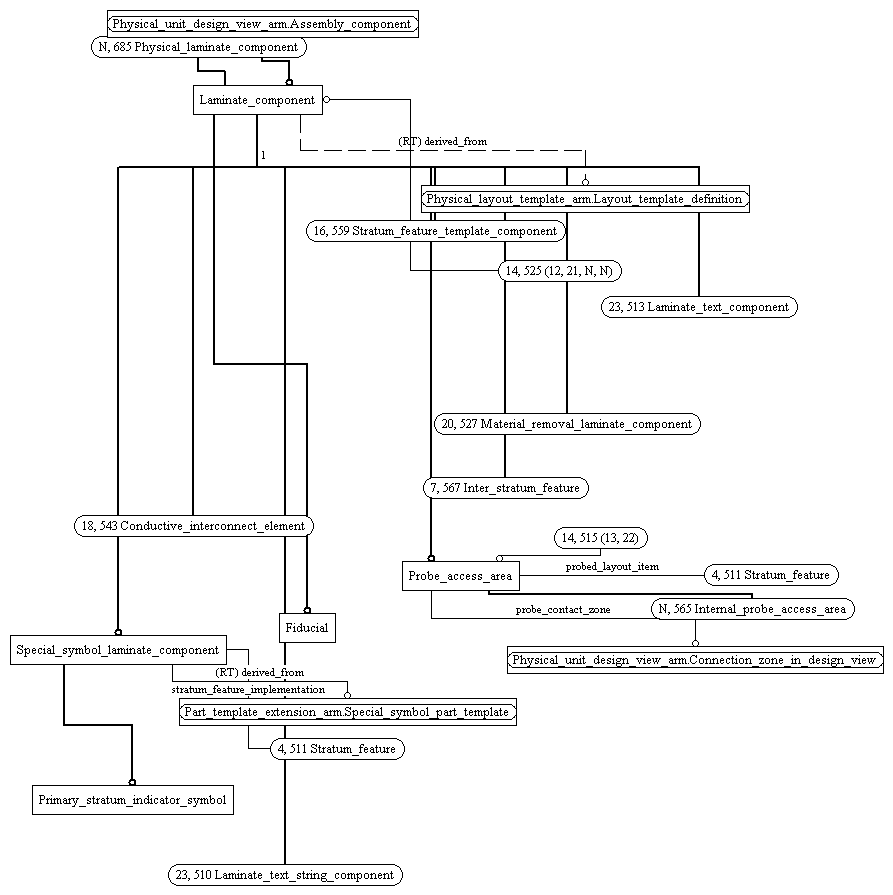 Physical_unit_design_view_arm.Assembly_component
N, 685 Physical_laminate_component
Laminate_component
(RT) derived_from
1
Physical_layout_template_arm.Layout_template_definition
16, 559 Stratum_feature_template_component
14, 525 (12, 21, N, N)
23, 513 Laminate_text_component
20, 527 Material_removal_laminate_component
7, 567 Inter_stratum_feature
18, 543 Conductive_interconnect_element
14, 515 (13, 22)
probed_layout_item
Probe_access_area
4, 511 Stratum_feature
probe_contact_zone
N, 565 Internal_probe_access_area
Fiducial
Special_symbol_laminate_component
Physical_unit_design_view_arm.Connection_zone_in_design_view
(RT) derived_from
stratum_feature_implementation
Part_template_extension_arm.Special_symbol_part_template
4, 511 Stratum_feature
Primary_stratum_indicator_symbol
23, 510 Laminate_text_string_component